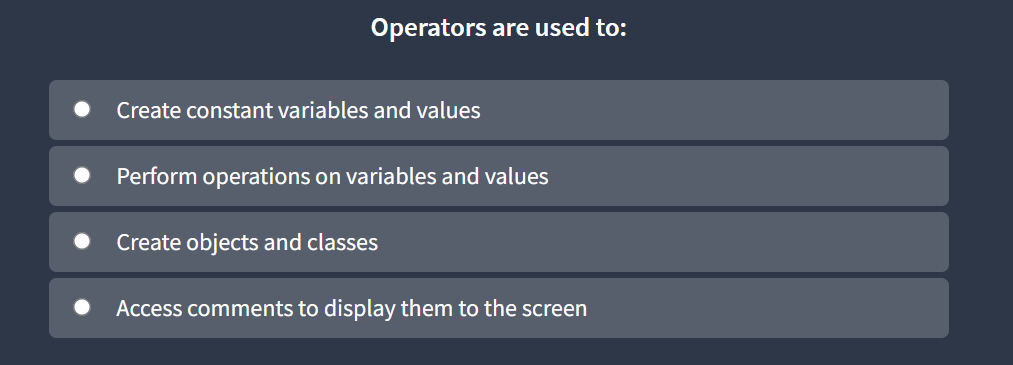 Operators are used to:
Create constant variables and values
Perform operations on variables and values
Create objects and classes
Access comments to display them to the screen